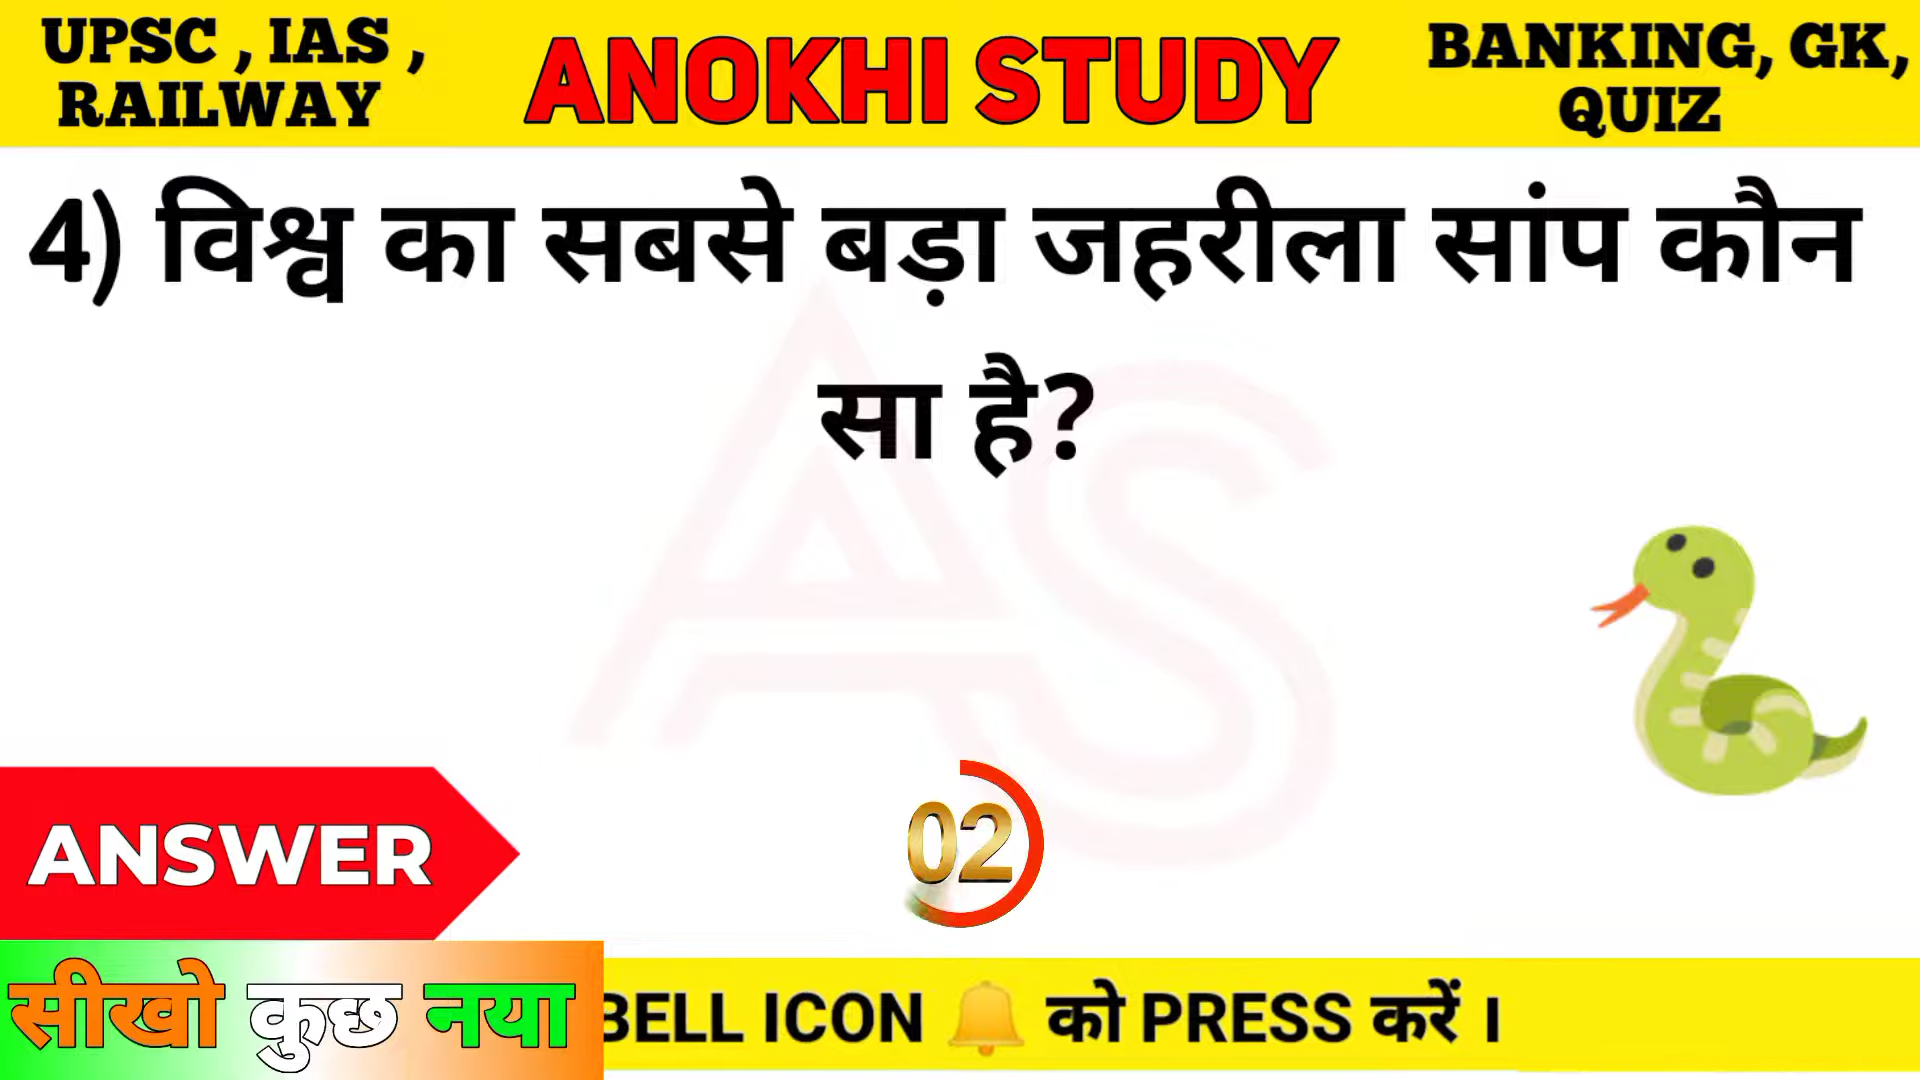 UPSC , IAS ,
RAILWAY
ANOKHI STUDY
BANKING, GK,
QUIZ
4) विश्व का सबसे बड़ा जहरीला सांप कौन
सा है?
AS
ANSWER
02
सीखो कुछ नया
BELL ICON 🔔 को PRESS करें ।